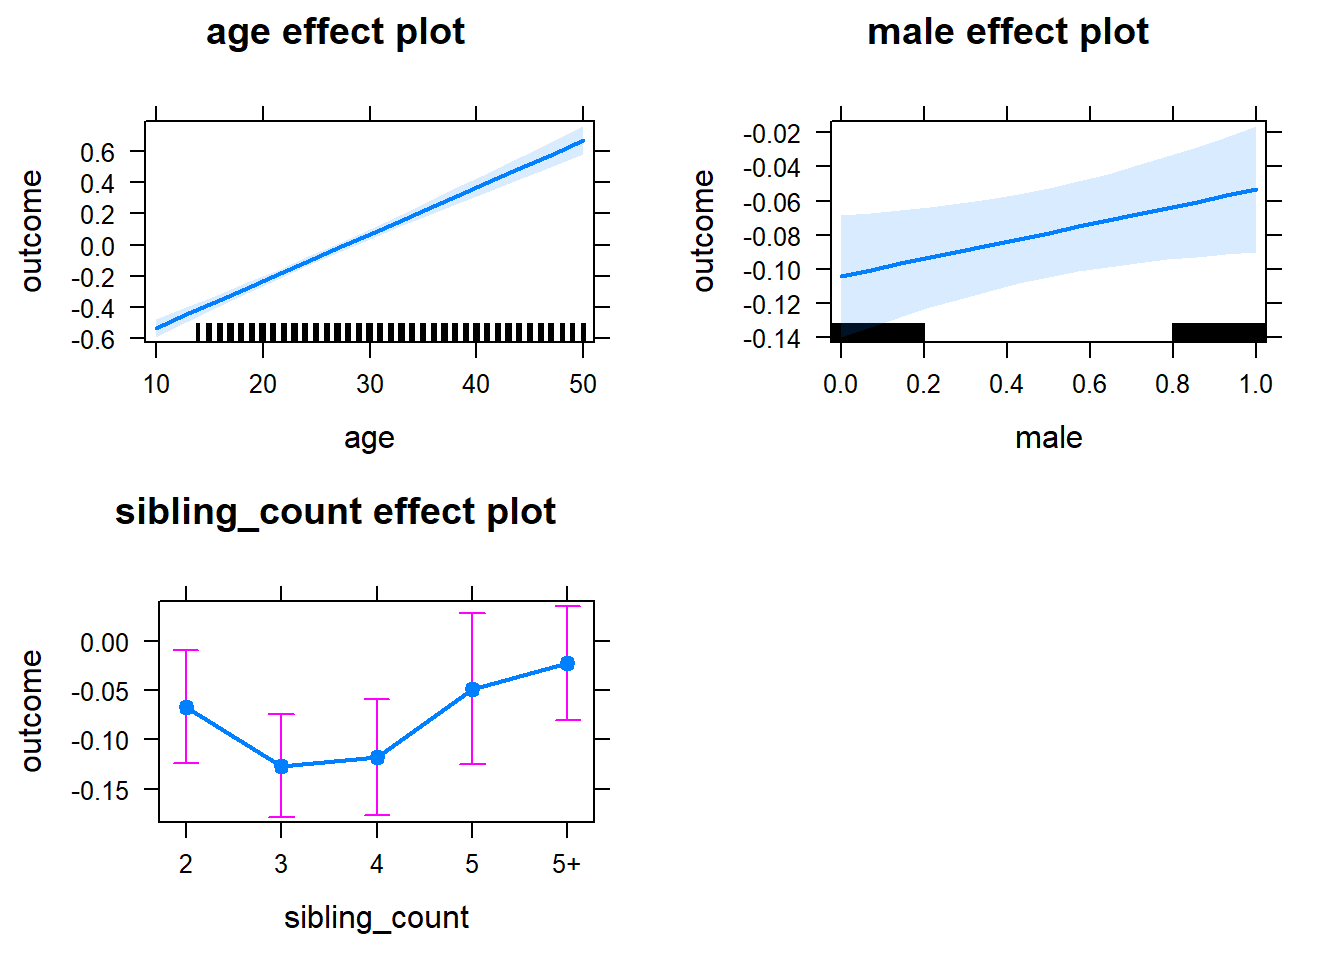 age effect plot
outcome
0.6
0.4
0.2
0.0
-0.2
-0.4
-0.6
10 20 30 40 50
age
male effect plot
outcome
-0.02
-0.04
-0.06
-0.08
-0.10
-0.12
-0.14
0.0 0.2 0.4 0.6 0.8 1.0
male
sibling_count effect plot
outcome
0.00
-0.05
-0.10
-0.15
2 3 4 5 5+
sibling_count